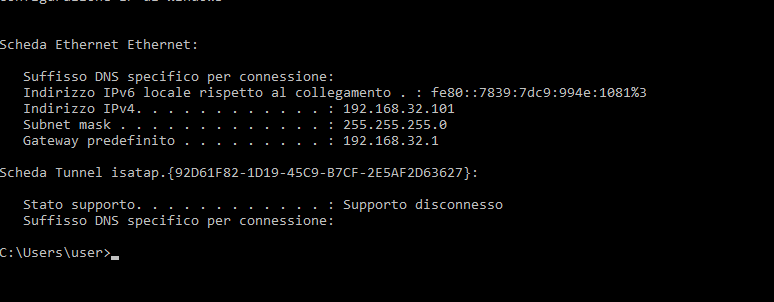 Configurazione IP di Windows
Scheda Ethernet Ethernet:
Suffisso DNS specifico per connessione:
Indirizzo IPv6 locale rispetto al collegamento . : fe80::7839:7dc9:994e:1081%3
Indirizzo IPv4. . . . . . . . . . . . : 192.168.32.101
Subnet mask . . . . . . . . . . . . . : 255.255.255.0
Gateway predefinito . . . . . . . . . : 192.168.32.1
Scheda Tunnel isatap.{92D61F82-1D19-45C9-B7CF-2E5AF2D63627}:
Stato supporto. . . . . . . . . . . . : Supporto disconnesso
Suffisso DNS specifico per connessione:
C:\Users\user>_